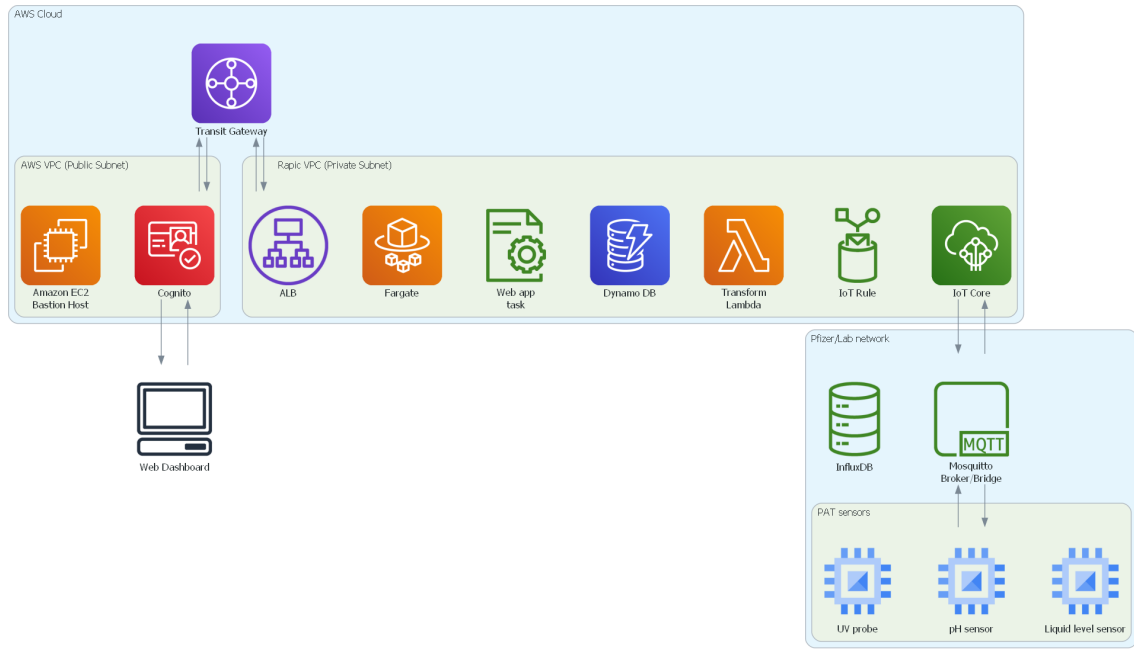 AWS Cloud
Transit Gateway
AWS VPC (Public Subnet)
Rapic VPC (Private Subnet)
Amazon EC2
Bastion Host
Cognito
ALB
Fargate
Web app
task
Dynamo DB
Transform
Lambda
IoT Rule
IoT Core
Pfizer/Lab network
Web Dashboard
InfluxDB
MQTT
Mosquitto
Broker/Bridge
PAT sensors
UV probe
pH sensor
Liquid level sensor